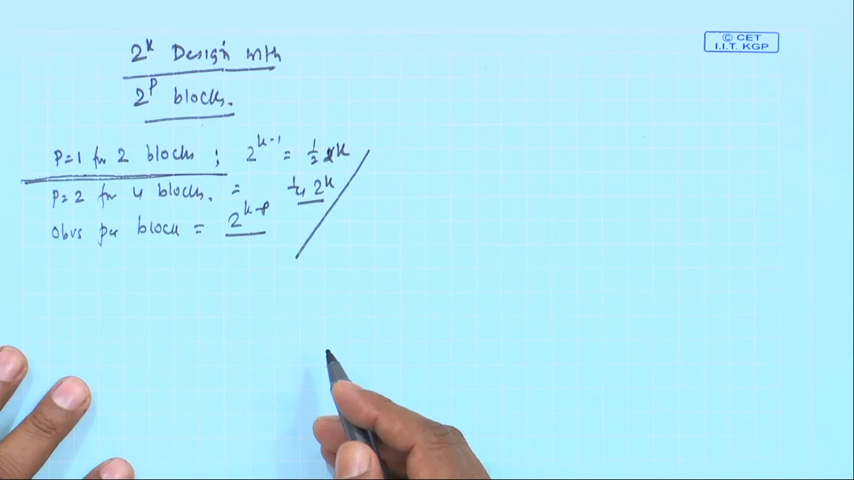 2^k Design with
2^p blocks.
P=1 for 2 blocks ; 2^(k-1) = 1/2 2^k
P=2 for 4 blocks. = 1/4 2^k
Obvs per block = 2^(k-p)
© CET
I.I.T. KGP